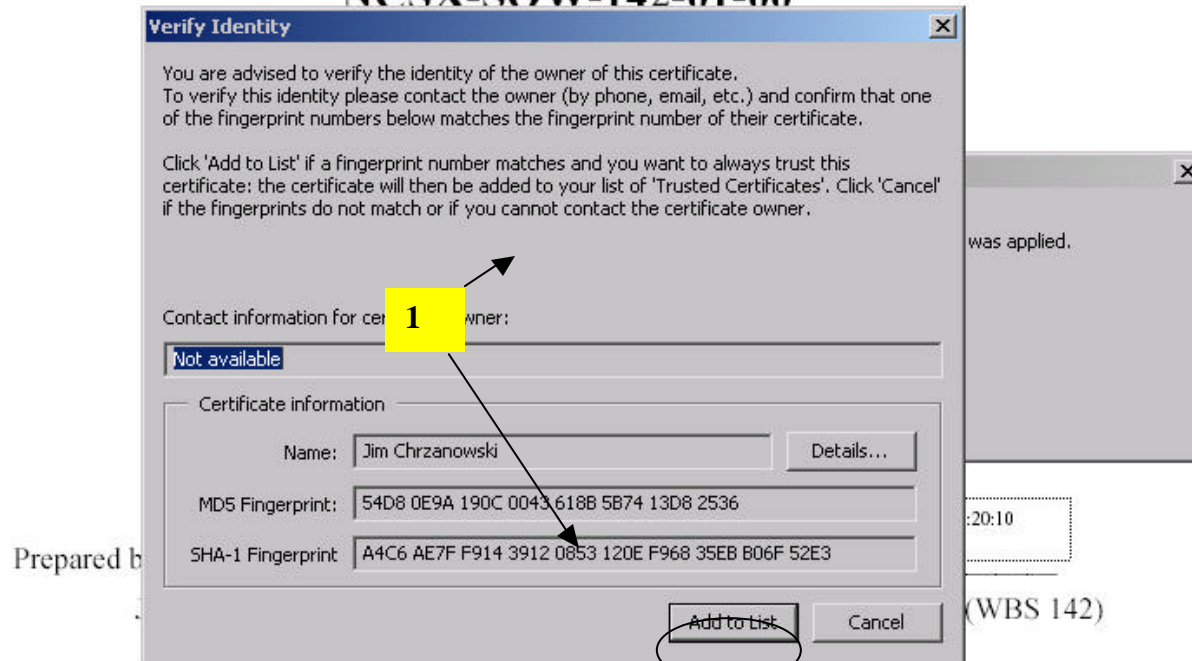 NCSX-SOW-142-01-00
Verify Identity
You are advised to verify the identity of the owner of this certificate.
To verify this identity please contact the owner (by phone, email, etc.) and confirm that one
of the fingerprint numbers below matches the fingerprint number of their certificate.
Click 'Add to List' if a fingerprint number matches and you want to always trust this
certificate: the certificate will then be added to your list of 'Trusted Certificates'. Click 'Cancel'
if the fingerprints do not match or if you cannot contact the certificate owner.
was applied.
Contact information for cer 1 wner:
Not available
Certificate information
Name: Jim Chrzanowski Details...
MD5 Fingerprint: 54D8 0E9A 190C 0043 618B 5B74 13D8 2536
:20:10
SHA-1 Fingerprint A4C6 AE7F F914 3912 0853 120E F968 35EB B06F 52E3
Prepared b
Add to List Cancel
(WBS 142)